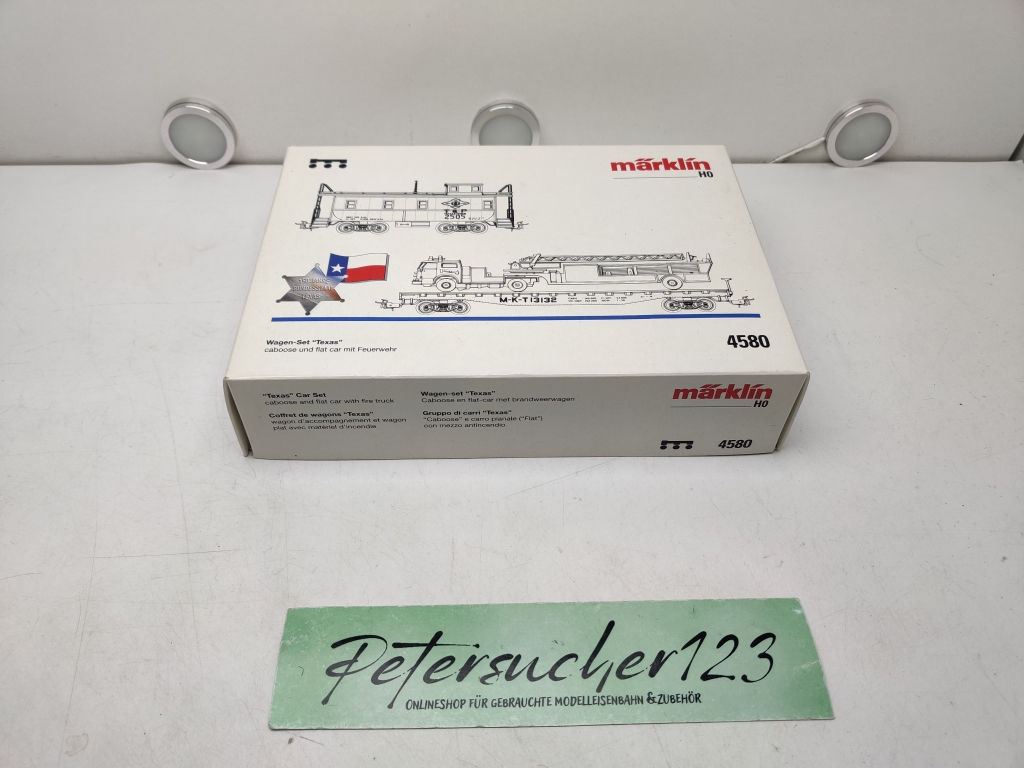 märklin
H0
T&P
2505
M-K-T 13132
Wagen-Set "Texas"
caboose und flat car mit Feuerwehr
4580
"Texas" Car Set
caboose and flat car with fire truck
Coffret de wagons "Texas"
wagon d'accompagnement et wagon
plat avec matériel d'incendie
Wagen-set "Texas"
Caboose en flat-car met brandweerwagen
Gruppo di carri "Texas"
"Caboose" e carro pianale ("Flat")
con mezzo antincendio
märklin
H0
4580
Petersucher123
ONLINESHOP FÜR GEBRAUCHTE MODELLEISENBAHN & ZUBEHÖR